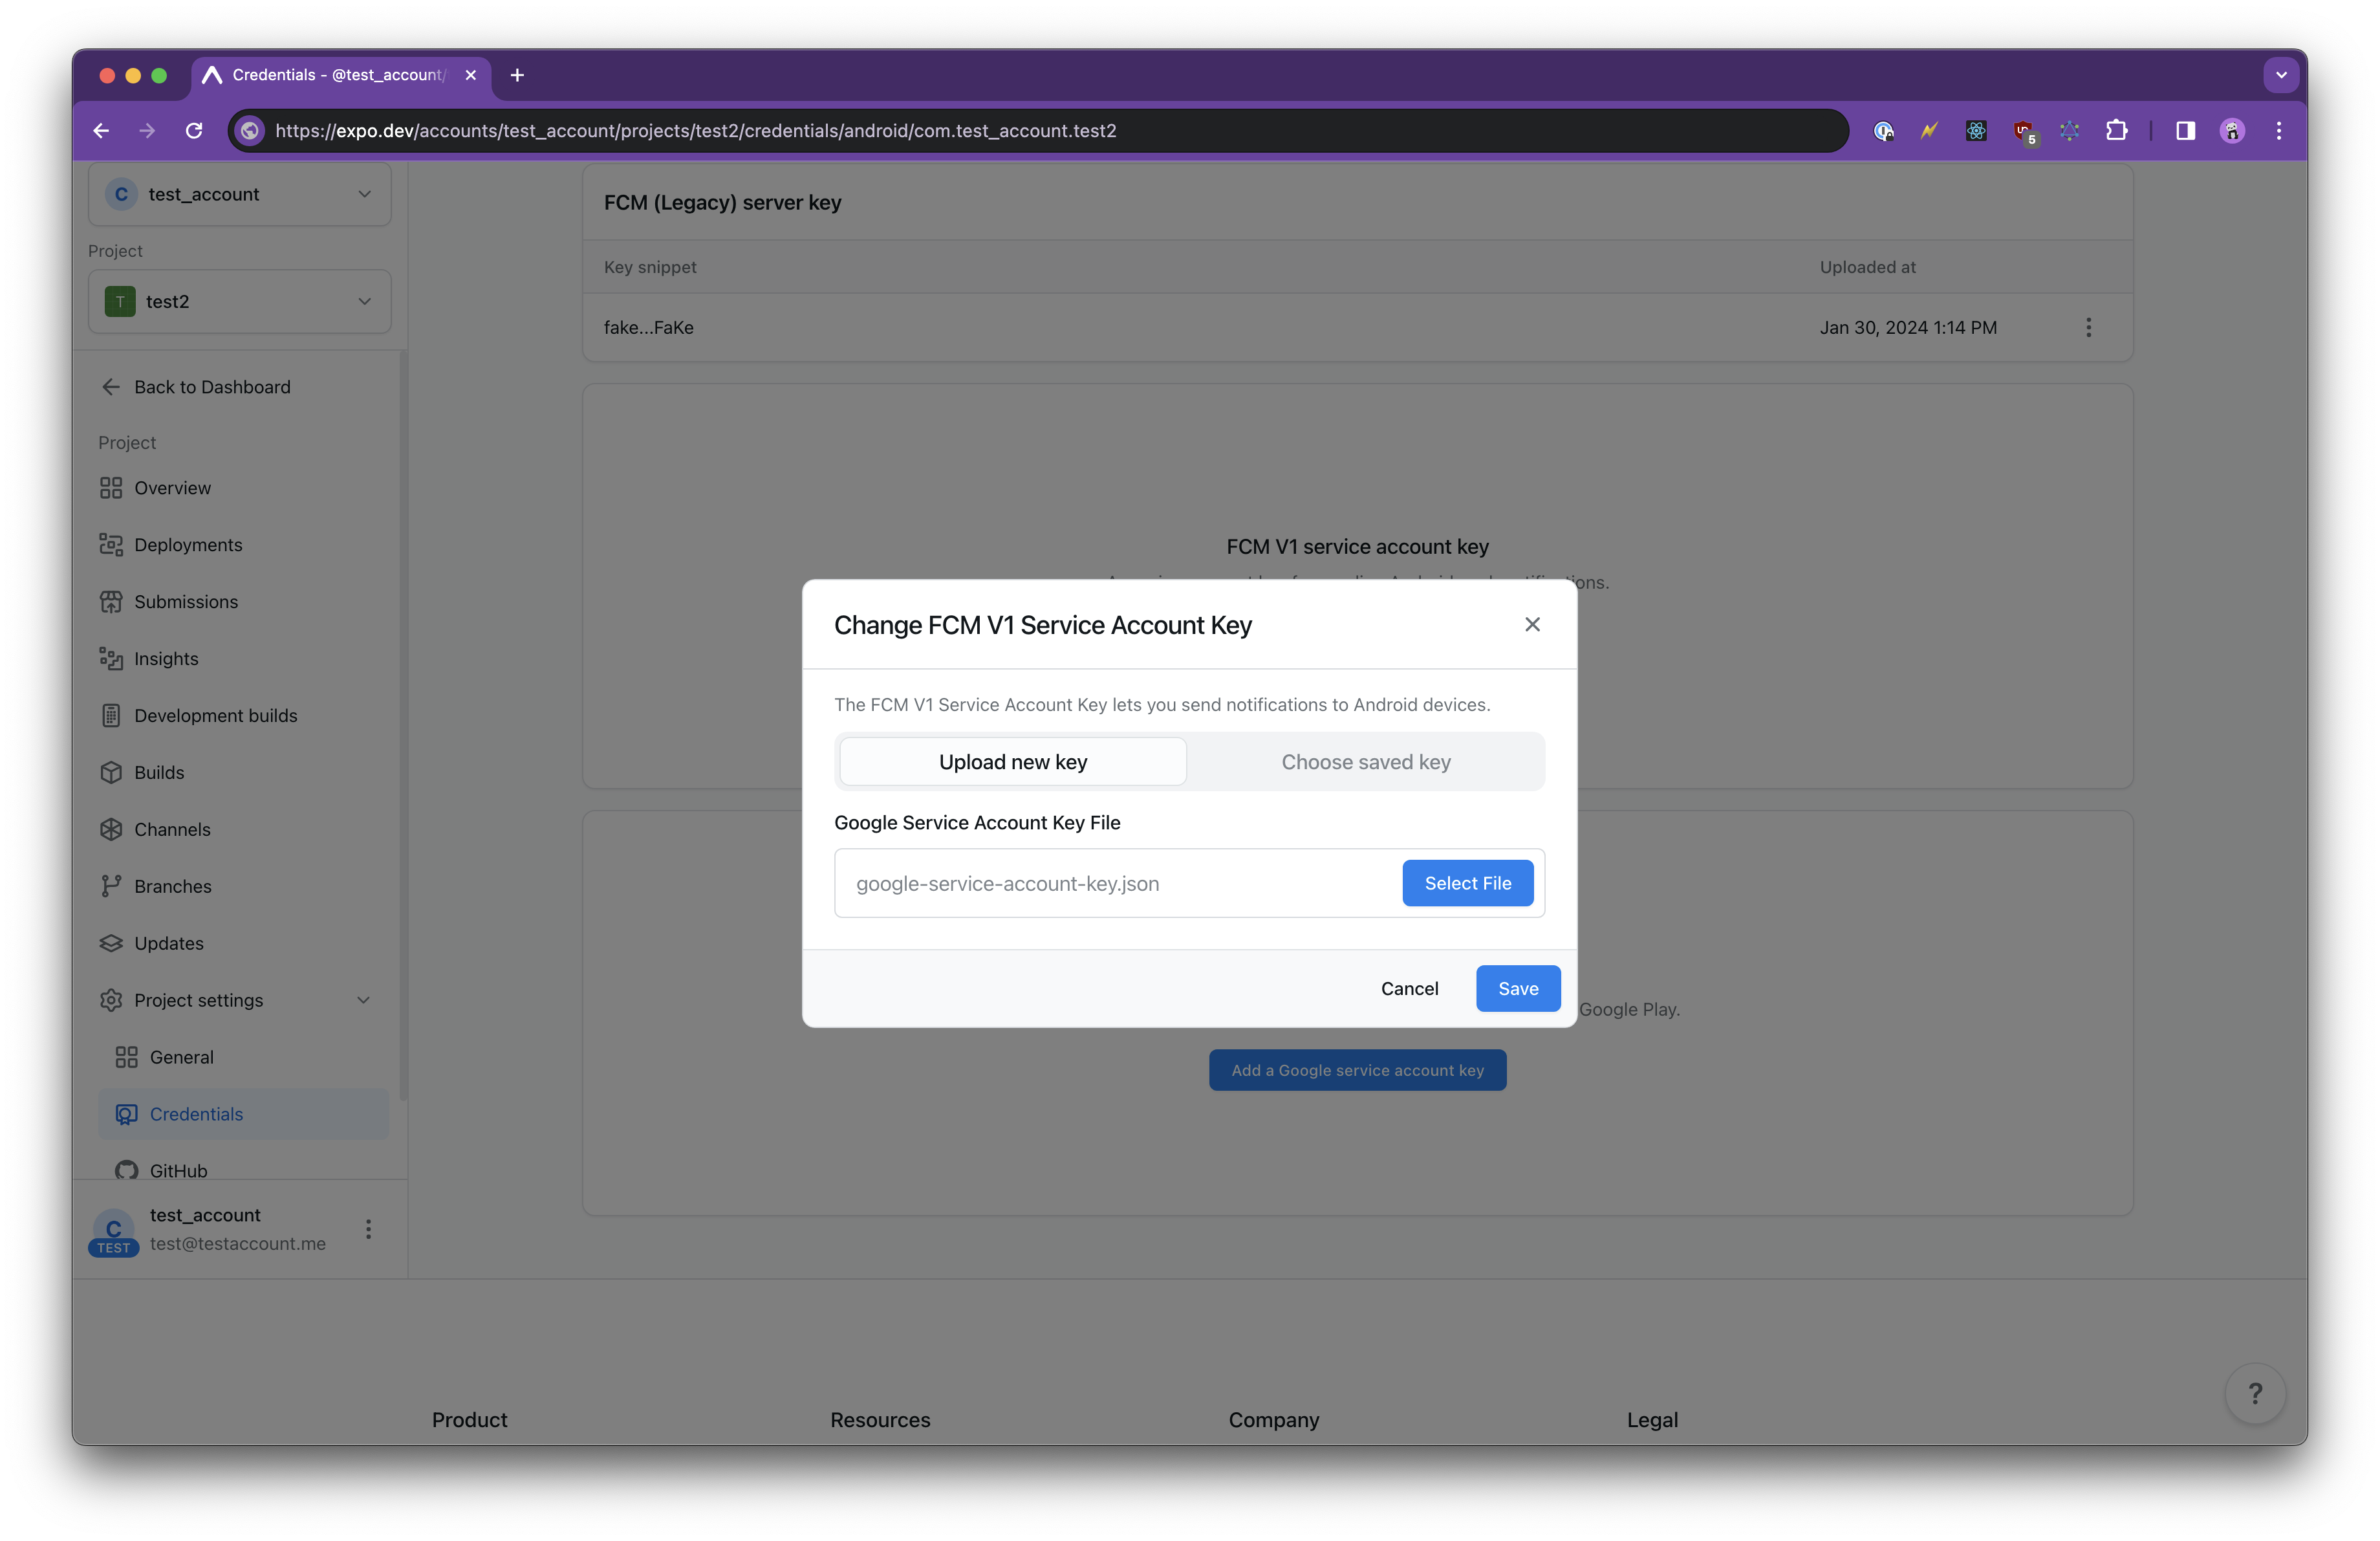 Credentials - @test_account/
https://expo.dev/accounts/test_account/projects/test2/credentials/android/com.test_account.test2
5
C test_account
Project
T test2
Back to Dashboard
Project
Overview
Deployments
Submissions
Insights
Development builds
Builds
Channels
Branches
Updates
Project settings
General
Credentials
GitHub
C
TEST
test_account
test@testaccount.me
FCM (Legacy) server key
Key snippet Uploaded at
fake...FaKe Jan 30, 2024 1:14 PM
FCM V1 service account key
Change FCM V1 Service Account Key
The FCM V1 Service Account Key lets you send notifications to Android devices.
Upload new key Choose saved key
Google Service Account Key File
google-service-account-key.json Select File
Cancel Save
Google Play.
Add a Google service account key
?
Product Resources Company Legal